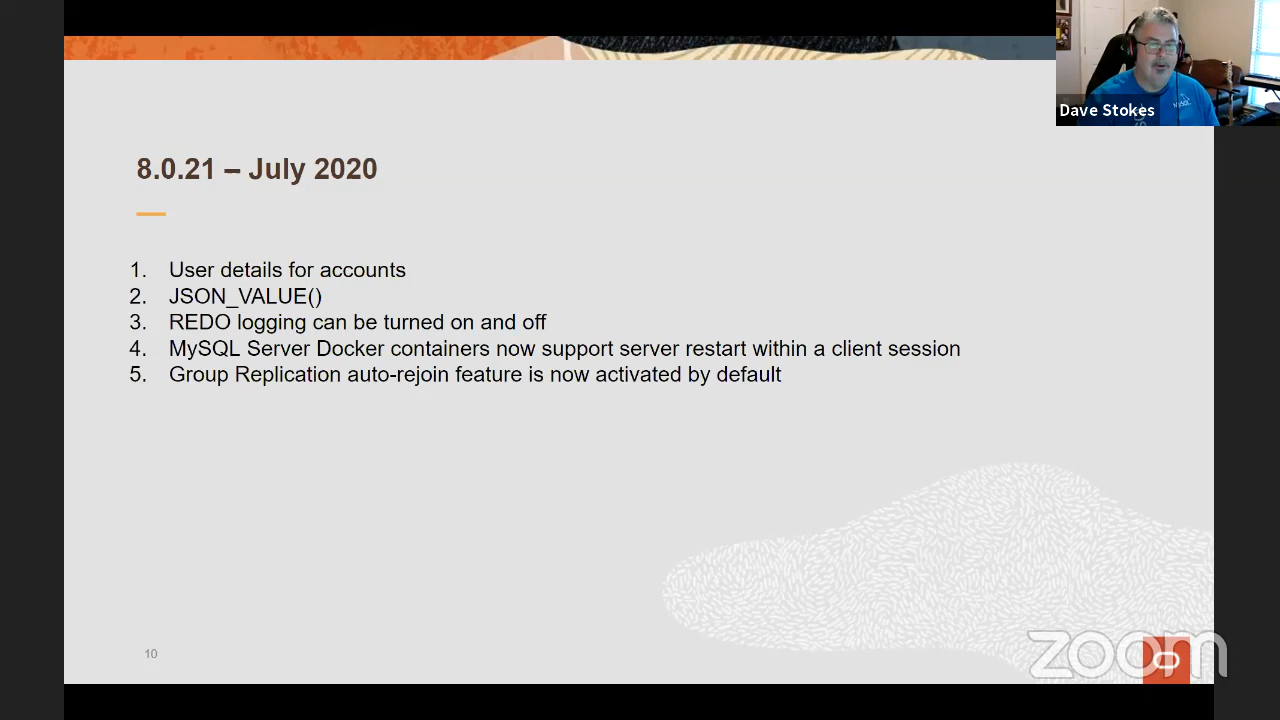 Dave Stokes
MySQL
8.0.21 – July 2020
1. User details for accounts
2. JSON_VALUE()
3. REDO logging can be turned on and off
4. MySQL Server Docker containers now support server restart within a client session
5. Group Replication auto-rejoin feature is now activated by default
10
zoom